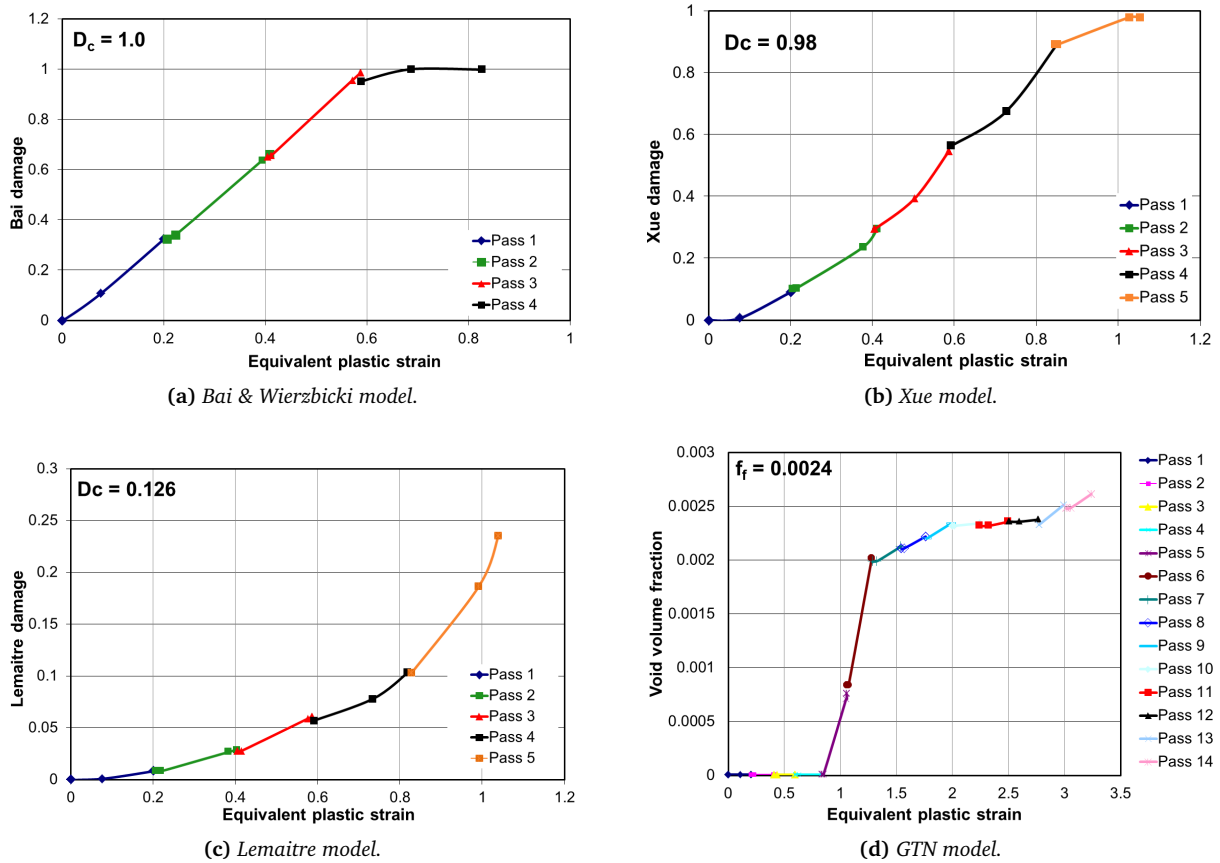 D_c = 1.0
1.2
1
0.8
0.6
0.4
0.2
0
Bai damage
Pass 1
Pass 2
Pass 3
Pass 4
0 0.2 0.4 0.6 0.8 1
Equivalent plastic strain
(a) Bai & Wierzbicki model.
Dc = 0.98
1
0.8
0.6
0.4
0.2
0
Xue damage
Pass 1
Pass 2
Pass 3
Pass 4
Pass 5
0 0.2 0.4 0.6 0.8 1 1.2
Equivalent plastic strain
(b) Xue model.
Dc = 0.126
0.3
0.25
0.2
0.15
0.1
0.05
0
Lemaitre damage
Pass 1
Pass 2
Pass 3
Pass 4
Pass 5
0 0.2 0.4 0.6 0.8 1 1.2
Equivalent plastic strain
(c) Lemaitre model.
f_f = 0.0024
0.003
0.0025
0.002
0.0015
0.001
0.0005
0
Void volume fraction
Pass 1
Pass 2
Pass 3
Pass 4
Pass 5
Pass 6
Pass 7
Pass 8
Pass 9
Pass 10
Pass 11
Pass 12
Pass 13
Pass 14
0 0.5 1 1.5 2 2.5 3 3.5
Equivalent plastic strain
(d) GTN model.